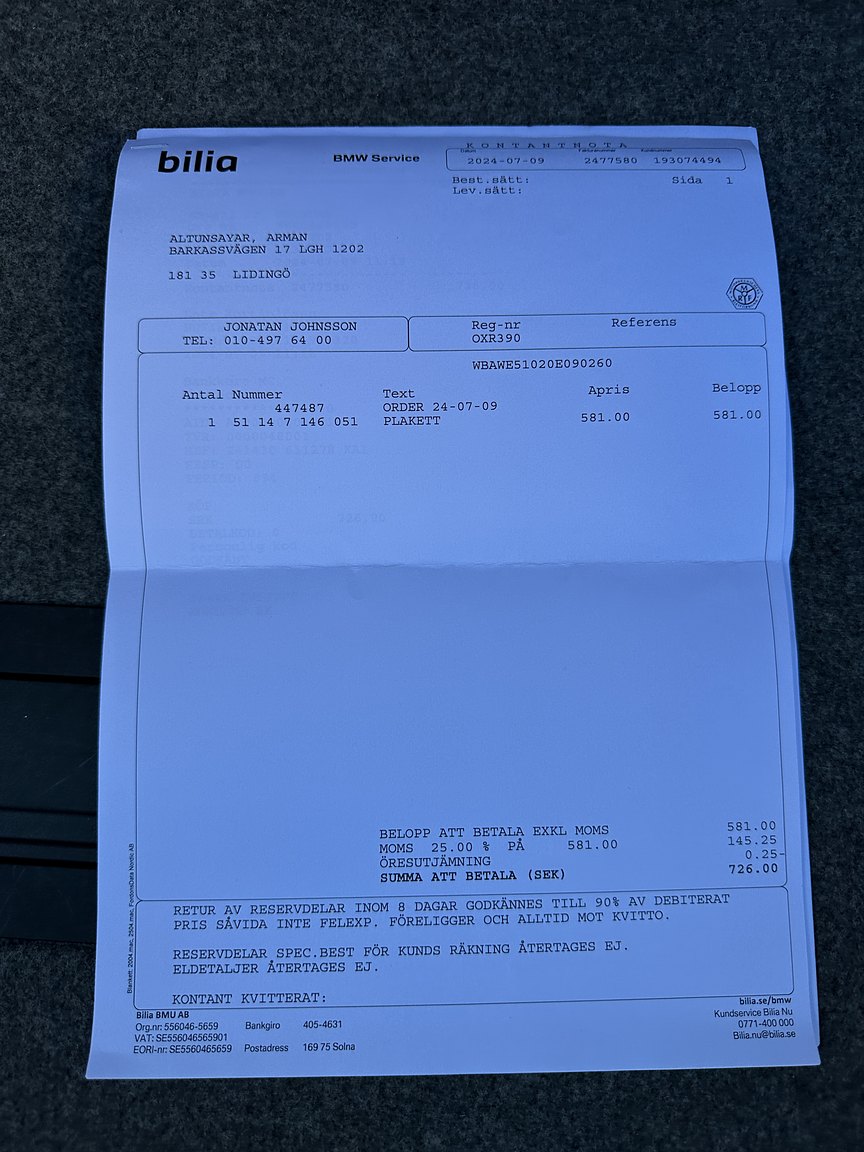 bilia
BMW Service
KONTANTNOTA
Datum Fakturanummer Kundnummer
2024-07-09 2477580 193074494
Best.sätt: Sida 1
Lev.sätt:
ALTUNSAYAR, ARMAN
BARKASSVÄGEN 17 LGH 1202
181 35 LIDINGÖ
MRF
JONATAN JOHNSSON
TEL: 010-497 64 00
Reg-nr Referens
OXR390
WBAWE51020E090260
Antal Nummer Text Apris Belopp
447487 ORDER 24-07-09
1 51 14 7 146 051 PLAKETT 581.00 581.00
BELOPP ATT BETALA EXKL MOMS 581.00
MOMS 25.00 % PÅ 581.00 145.25
ÖRESUTJÄMNING 0.25-
SUMMA ATT BETALA (SEK) 726.00
RETUR AV RESERVDELAR INOM 8 DAGAR GODKÄNNES TILL 90% AV DEBITERAT
PRIS SÅVIDA INTE FELEXP. FÖRELIGGER OCH ALLTID MOT KVITTO.
RESERVDELAR SPEC.BEST FÖR KUNDS RÄKNING ÅTERTAGES EJ.
ELDETALJER ÅTERTAGES EJ.
KONTANT KVITTERAT:
Bilia BMU AB
Org.nr: 556046-5659 Bankgiro 405-4631
VAT: SE556046565901
EORI-nr: SE5560465659 Postadress 169 75 Solna
bilia.se/bmw
Kundservice Bilia Nu
0771-400 000
Bilia.nu@bilia.se